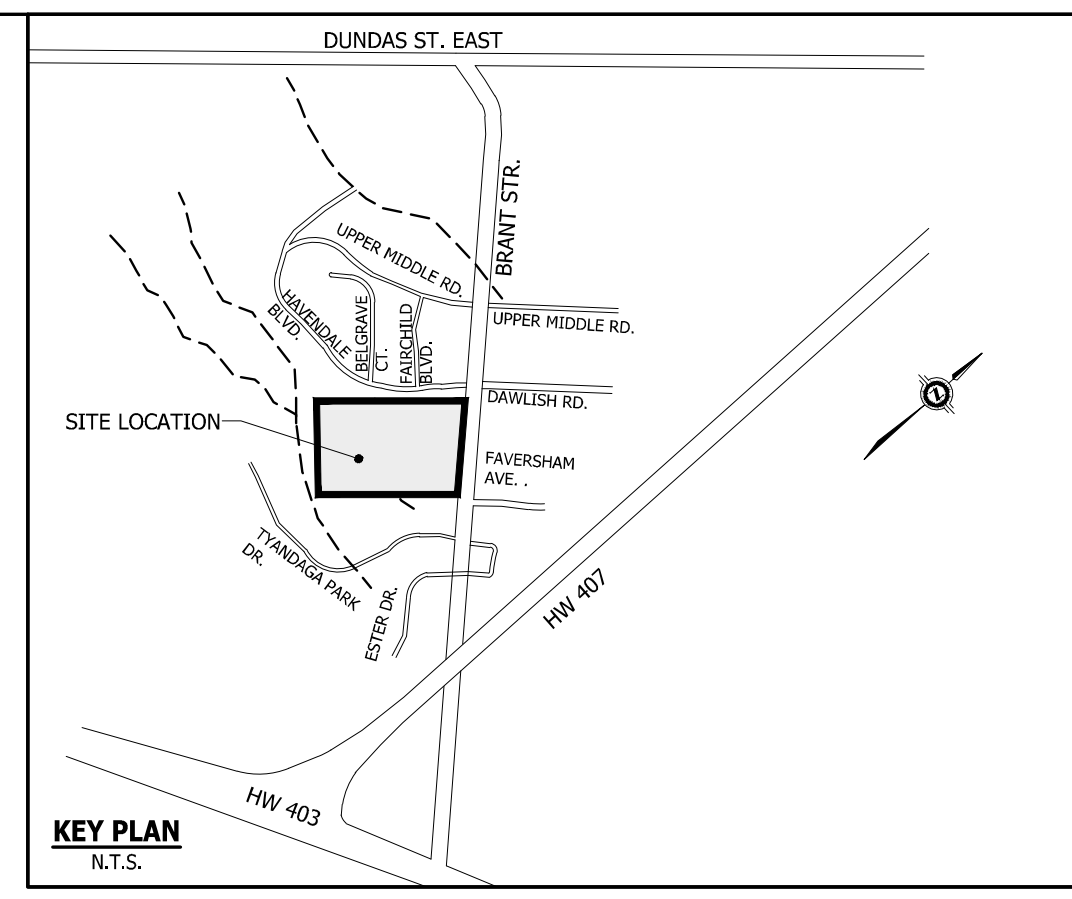 DUNDAS ST. EAST
BRANT STR.
UPPER MIDDLE RD.
HAVENDALE
BLVD.
BELGRAVE
CT.
FAIRCHILD
BLVD.
UPPER MIDDLE RD.
DAWLISH RD.
SITE LOCATION
FAVERSHAM
AVE. .
N
TYANDAGA PARK
DR.
ESTER DR.
HW 407
HW 403
KEY PLAN
N.T.S.